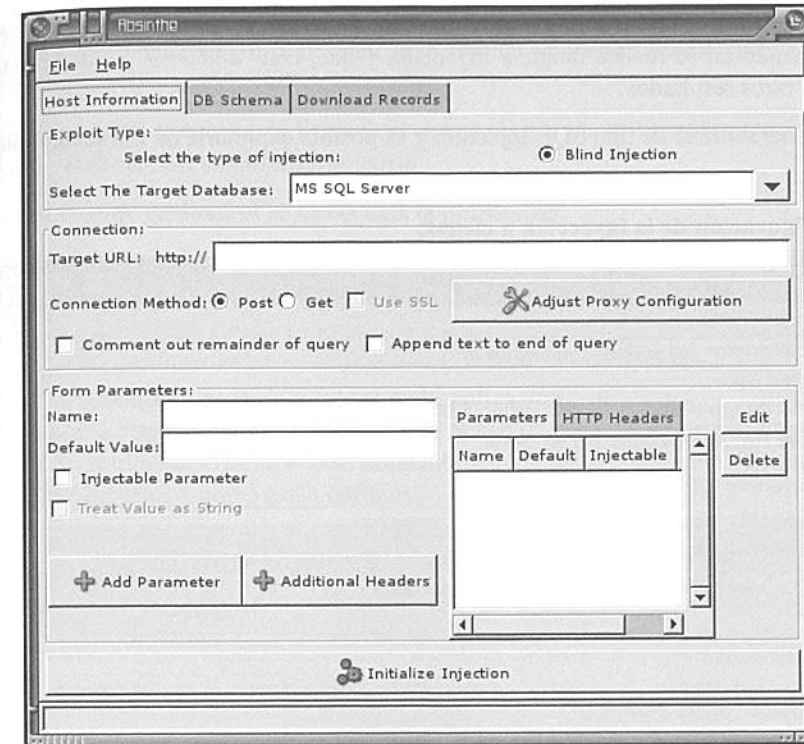 Absinthe
File Help
Host Information DB Schema Download Records
Exploit Type:
Select the type of injection: Blind Injection
Select The Target Database: MS SQL Server
Connection:
Target URL: http://
Connection Method: Post Get Use SSL Adjust Proxy Configuration
Comment out remainder of query Append text to end of query
Form Parameters:
Name:
Default Value:
Injectable Parameter
Treat Value as String
Add Parameter Additional Headers
Parameters HTTP Headers
Name Default Injectable
Edit
Delete
Initialize Injection